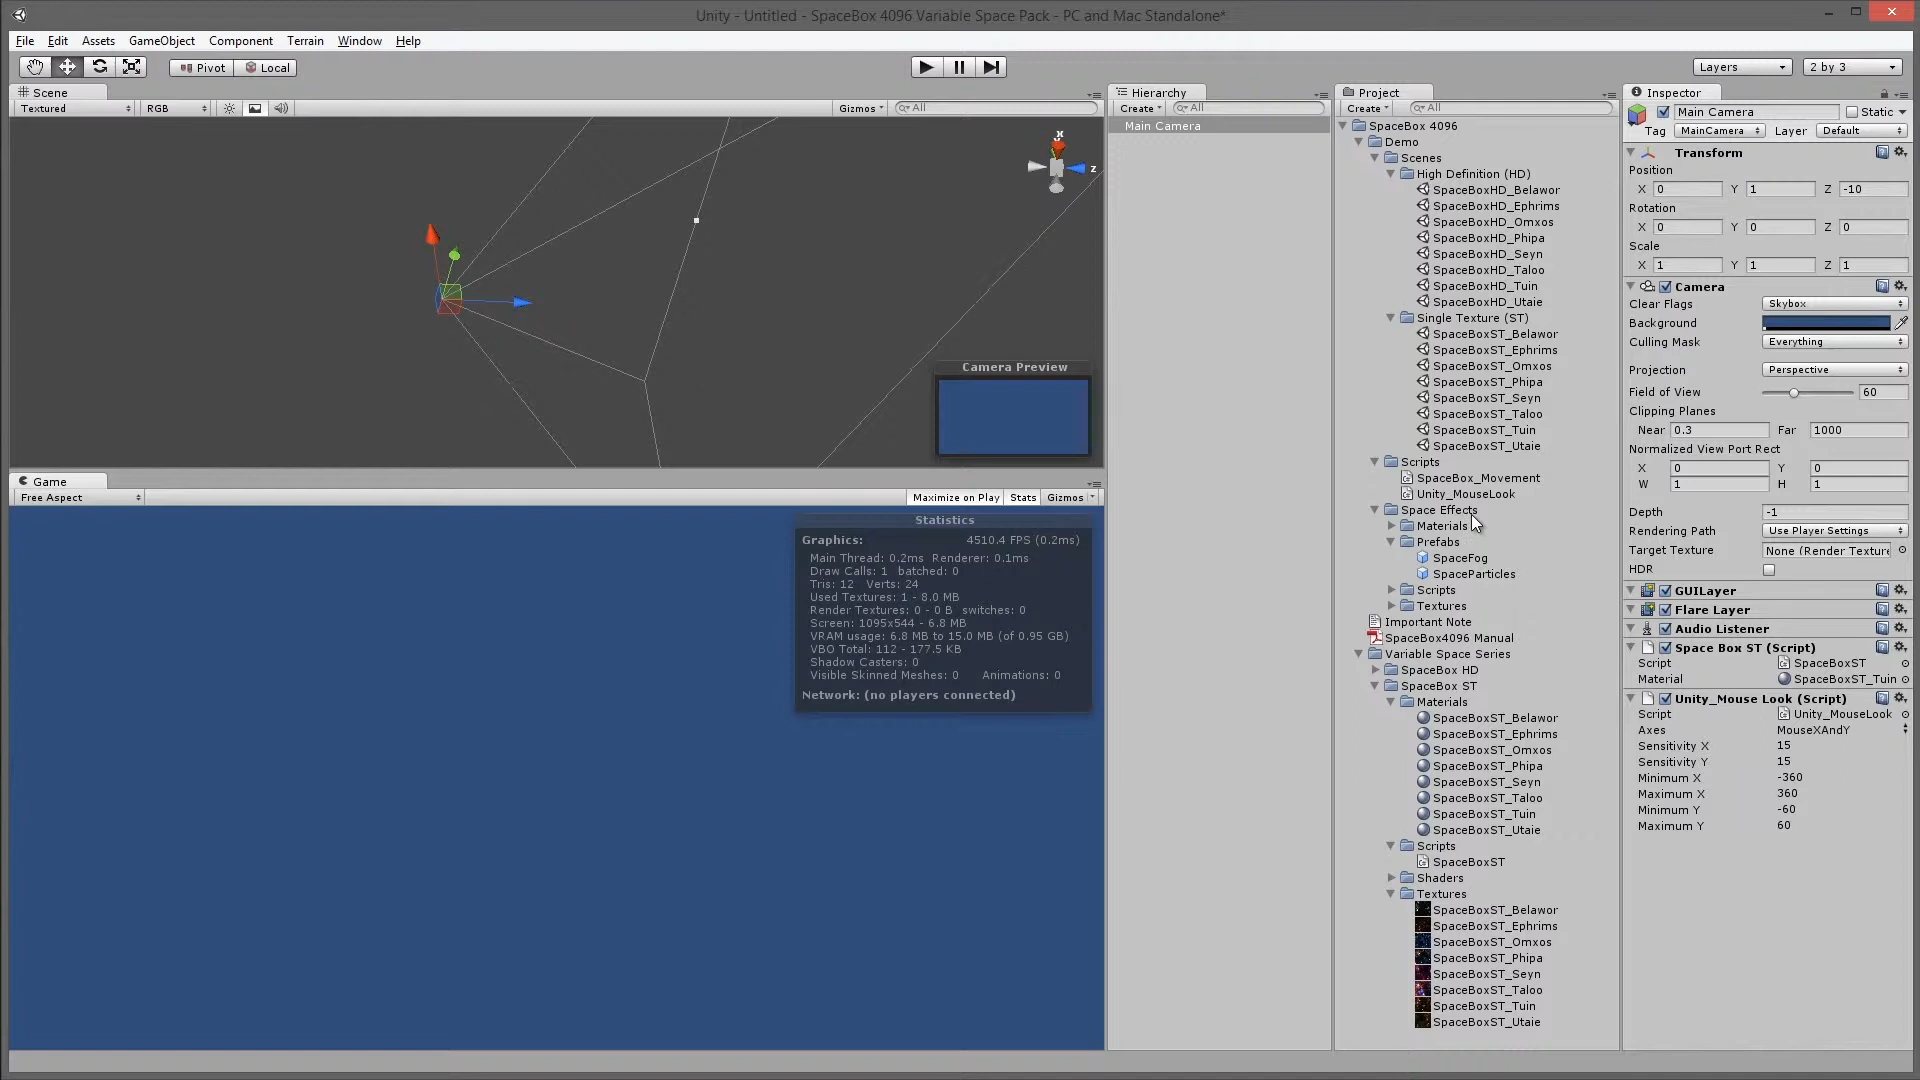 Unity - Untitled - SpaceBox 4096 Variable Space Pack - PC and Mac Standalone*
File Edit Assets GameObject Component Terrain Window Help
Pivot Local Layers 2 by 3
Scene
Textured RGB Gizmos All
x
z
Camera Preview
Game
Free Aspect Maximize on Play Stats Gizmos
Statistics
Graphics: 4510.4 FPS (0.2ms)
Main Thread: 0.2ms Renderer: 0.1ms
Draw Calls: 1 batched: 0
Tris: 12 Verts: 24
Used Textures: 1 - 8.0 MB
Render Textures: 0 - 0 B switches: 0
Screen: 1095x544 - 6.8 MB
VRAM usage: 6.8 MB to 15.0 MB (of 0.95 GB)
VBO Total: 112 - 177.5 KB
Shadow Casters: 0
Visible Skinned Meshes: 0 Animations: 0
Network: (no players connected)
Hierarchy
Create All
Main Camera
Project
Create All
SpaceBox 4096
Demo
Scenes
High Definition (HD)
SpaceBoxHD_Belawor
SpaceBoxHD_Ephrims
SpaceBoxHD_Omxos
SpaceBoxHD_Phipa
SpaceBoxHD_Seyn
SpaceBoxHD_Taloo
SpaceBoxHD_Tuin
SpaceBoxHD_Utaie
Single Texture (ST)
SpaceBoxST_Belawor
SpaceBoxST_Ephrims
SpaceBoxST_Omxos
SpaceBoxST_Phipa
SpaceBoxST_Seyn
SpaceBoxST_Taloo
SpaceBoxST_Tuin
SpaceBoxST_Utaie
Scripts
SpaceBox_Movement
Unity_MouseLook
Space Effects
Materials
Prefabs
SpaceFog
SpaceParticles
Scripts
Textures
Important Note
SpaceBox4096 Manual
Variable Space Series
SpaceBox HD
SpaceBox ST
Materials
SpaceBoxST_Belawor
SpaceBoxST_Ephrims
SpaceBoxST_Omxos
SpaceBoxST_Phipa
SpaceBoxST_Seyn
SpaceBoxST_Taloo
SpaceBoxST_Tuin
SpaceBoxST_Utaie
Scripts
SpaceBoxST
Shaders
Textures
SpaceBoxST_Belawor
SpaceBoxST_Ephrims
SpaceBoxST_Omxos
SpaceBoxST_Phipa
SpaceBoxST_Seyn
SpaceBoxST_Taloo
SpaceBoxST_Tuin
SpaceBoxST_Utaie
Inspector
Main Camera Static
Tag MainCamera Layer Default
Transform
Position
X 0 Y 1 Z -10
Rotation
X 0 Y 0 Z 0
Scale
X 1 Y 1 Z 1
Camera
Clear Flags Skybox
Background
Culling Mask Everything
Projection Perspective
Field of View 60
Clipping Planes
Near 0.3 Far 1000
Normalized View Port Rect
X 0 Y 0
W 1 H 1
Depth -1
Rendering Path Use Player Settings
Target Texture None (Render Texture
HDR
GUILayer
Flare Layer
Audio Listener
Space Box ST (Script)
Script SpaceBoxST
Material SpaceBoxST_Tuin
Unity_Mouse Look (Script)
Script Unity_MouseLook
Axes MouseXAndY
Sensitivity X 15
Sensitivity Y 15
Minimum X -360
Maximum X 360
Minimum Y -60
Maximum Y 60